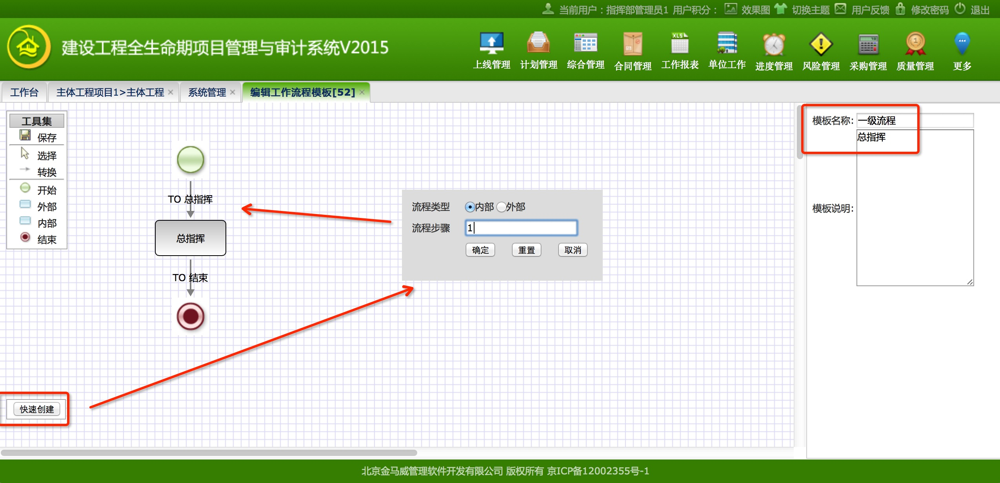 当前用户：指挥部管理员1 用户积分： 效果图 切换主题 用户反馈 修改密码 退出
建设工程全生命期项目管理与审计系统V2015
XLS
1
上线管理 计划管理 综合管理 合同管理 工作报表 单位工作 进度管理 风险管理 采购管理 质量管理 更多
工作台 主体工程项目1>主体工程 系统管理 编辑工作流程模板[52]
工具集
保存
选择
转换
开始
外部
内部
结束
TO 总指挥
总指挥
TO 结束
流程类型 内部 外部
流程步骤 1
确定 重置 取消
模板名称: 一级流程
模板说明: 总指挥
快速创建
北京金马威管理软件开发有限公司 版权所有 京ICP备12002355号-1